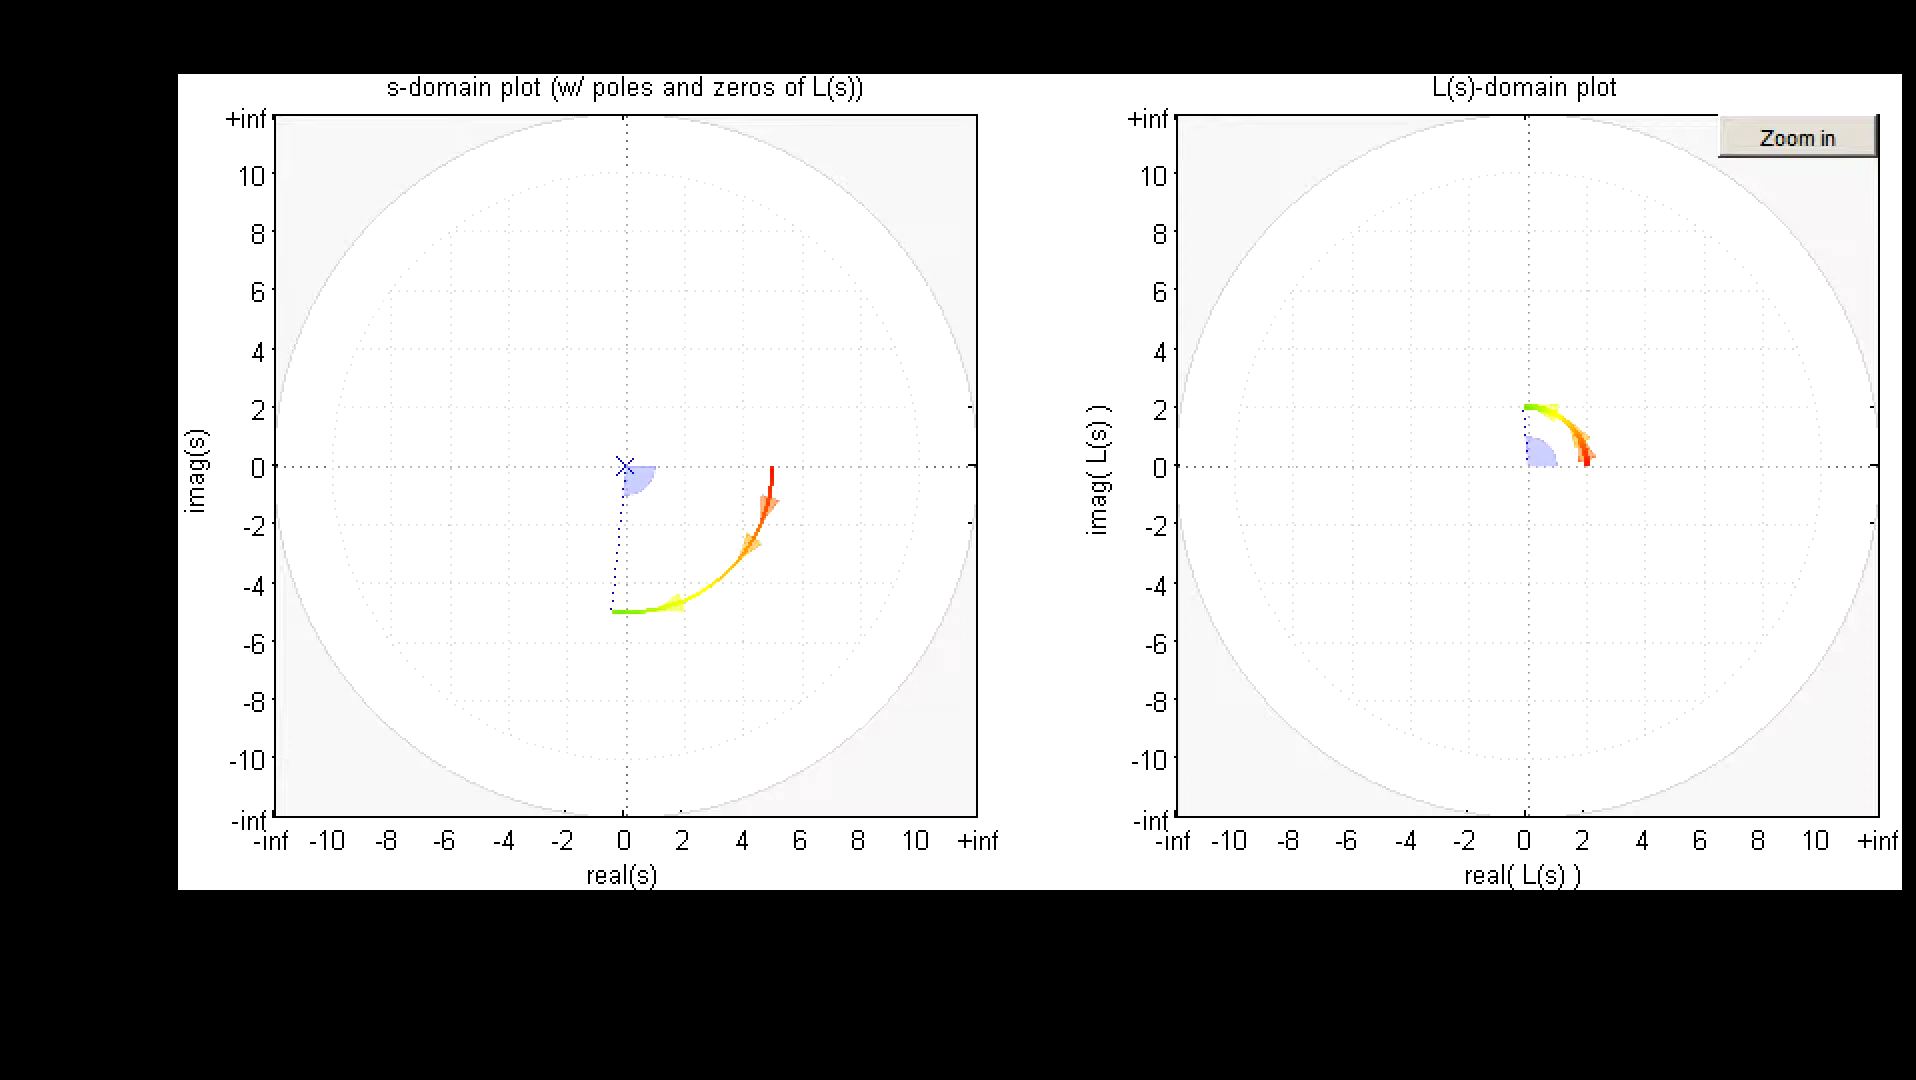 s-domain plot (w/ poles and zeros of L(s))
+inf
10
8
6
4
2
0
-2
-4
-6
-8
-10
-inf
imag(s)
-inf -10 -8 -6 -4 -2 0 2 4 6 8 10 +inf
real(s)
L(s)-domain plot
Zoom in
+inf
10
8
6
4
2
0
-2
-4
-6
-8
-10
-inf
imag( L(s) )
-inf -10 -8 -6 -4 -2 0 2 4 6 8 10 +inf
real( L(s) )